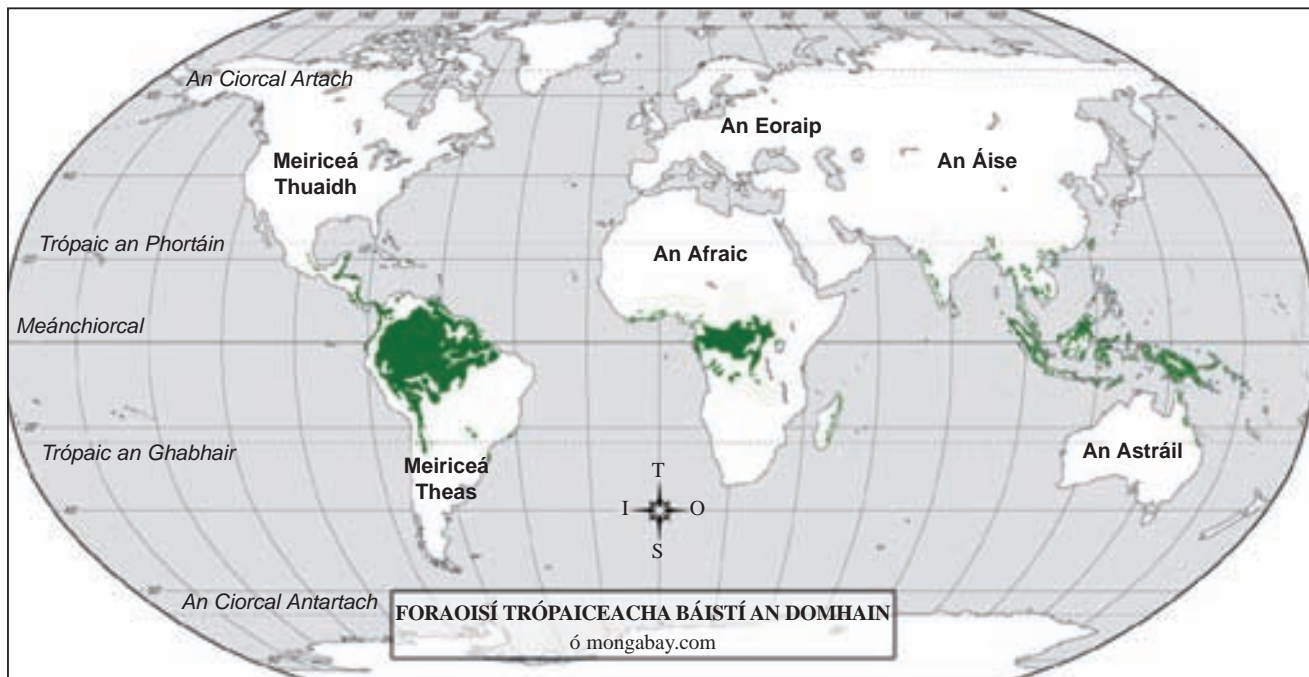 An Ciorcal Artach
An Eoraip
Meiriceá
Thuaidh
An Áise
Trópaic an Phortáin
An Afraic
Meánchiorcal
Trópaic an Ghabhair
Meiriceá
Theas
An Astráil
T
I
O
S
An Ciorcal Antartach
FORAOISÍ TRÓPAICEACHA BÁISTÍ AN DOMHAIN
ó mongabay.com